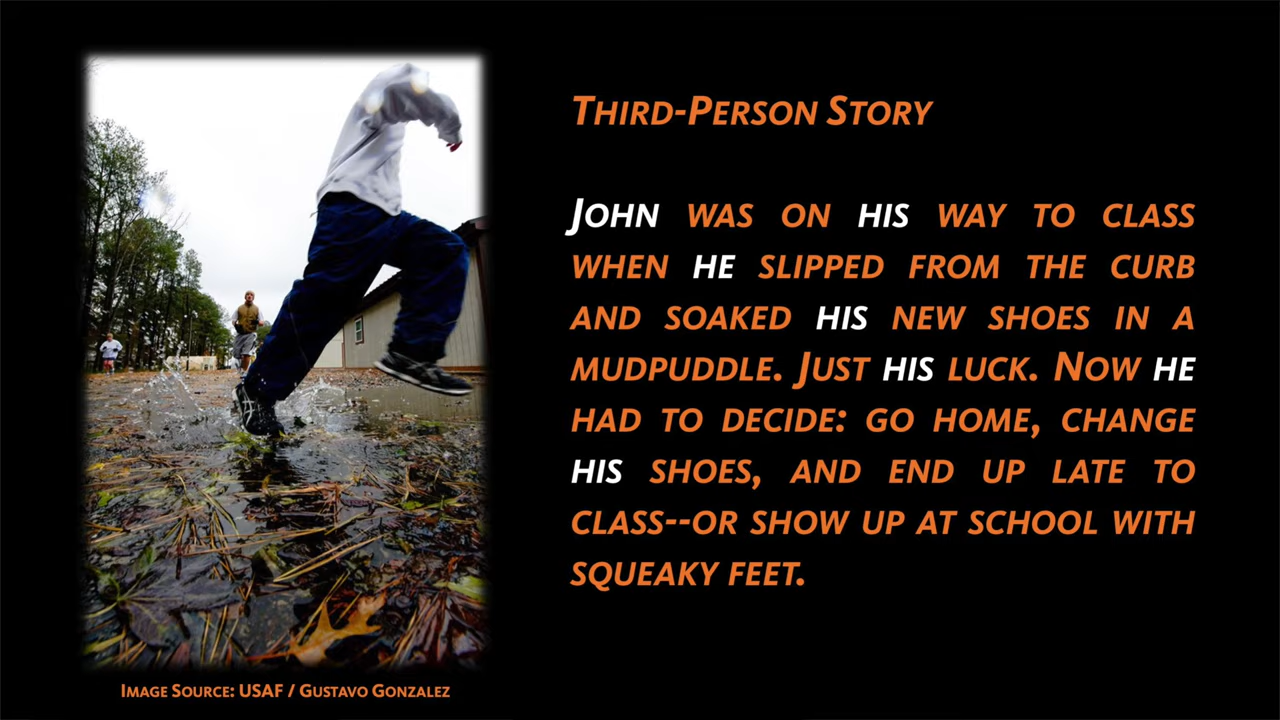 Third-Person Story
John was on his way to class
when he slipped from the curb
and soaked his new shoes in a
mudpuddle. Just his luck. Now he
had to decide: go home, change
his shoes, and end up late to
class--or show up at school with
squeaky feet.
Image Source: USAF / Gustavo Gonzalez